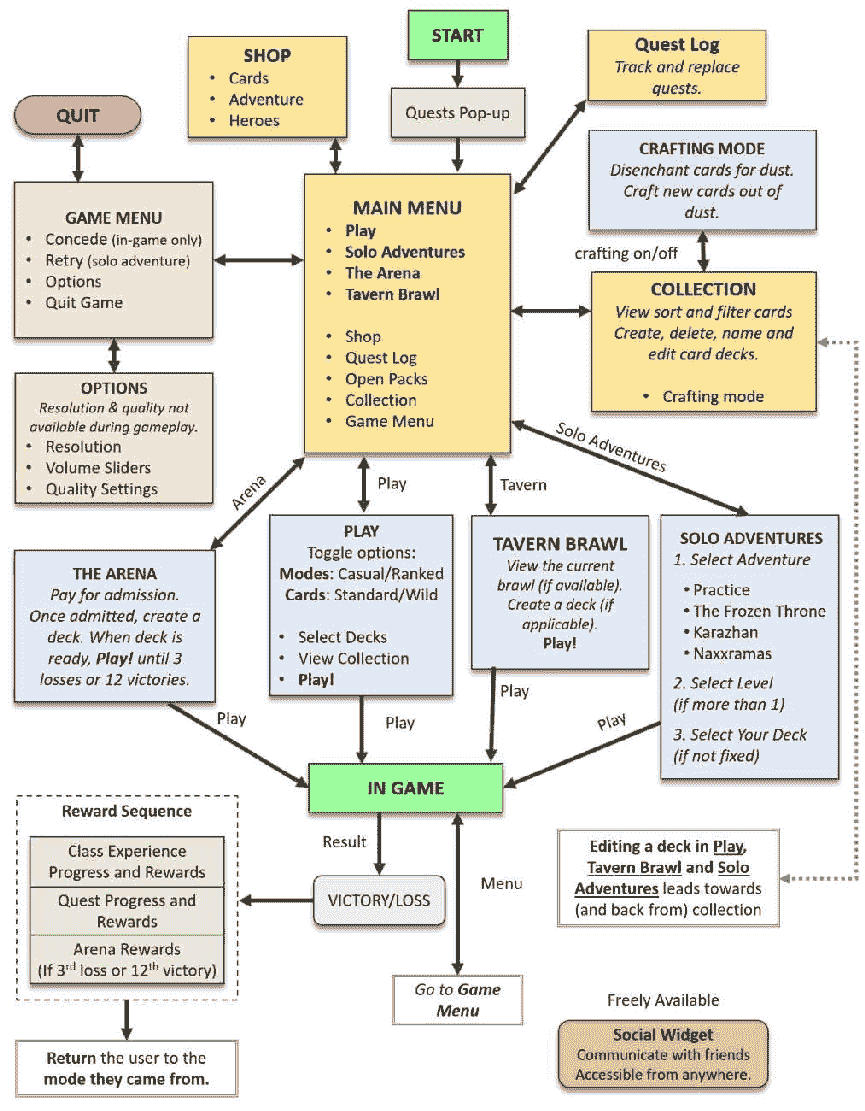 START
Quests Pop-up
SHOP
• Cards
• Adventure
• Heroes
Quest Log
Track and replace
quests.
QUIT
CRAFTING MODE
Disenchant cards for dust.
Craft new cards out of
dust.
crafting on/off
GAME MENU
• Concede (in-game only)
• Retry (solo adventure)
• Options
• Quit Game
MAIN MENU
• Play
• Solo Adventures
• The Arena
• Tavern Brawl
• Shop
• Quest Log
• Open Packs
• Collection
• Game Menu
COLLECTION
View sort and filter cards
Create, delete, name and
edit card decks.
• Crafting mode
OPTIONS
Resolution & quality not
available during gameplay.
• Resolution
• Volume Sliders
• Quality Settings
Arena
Play
Tavern
Solo Adventures
THE ARENA
Pay for admission.
Once admitted, create a
deck. When deck is
ready, Play! until 3
losses or 12 victories.
PLAY
Toggle options:
Modes: Casual/Ranked
Cards: Standard/Wild
• Select Decks
• View Collection
• Play!
TAVERN BRAWL
View the current
brawl (if available).
Create a deck (if
applicable).
Play!
SOLO ADVENTURES
1. Select Adventure
• Practice
• The Frozen Throne
• Karazhan
• Naxxramas
2. Select Level
(if more than 1)
3. Select Your Deck
(if not fixed)
Play
Play
Play
Play
IN GAME
Result
Menu
VICTORY/LOSS
Go to Game
Menu
Reward Sequence
Class Experience
Progress and Rewards
Quest Progress and
Rewards
Arena Rewards
(If 3rd loss or 12th victory)
Return the user to the
mode they came from.
Editing a deck in Play,
Tavern Brawl and Solo
Adventures leads towards
(and back from) collection
Freely Available
Social Widget
Communicate with friends
Accessible from anywhere.